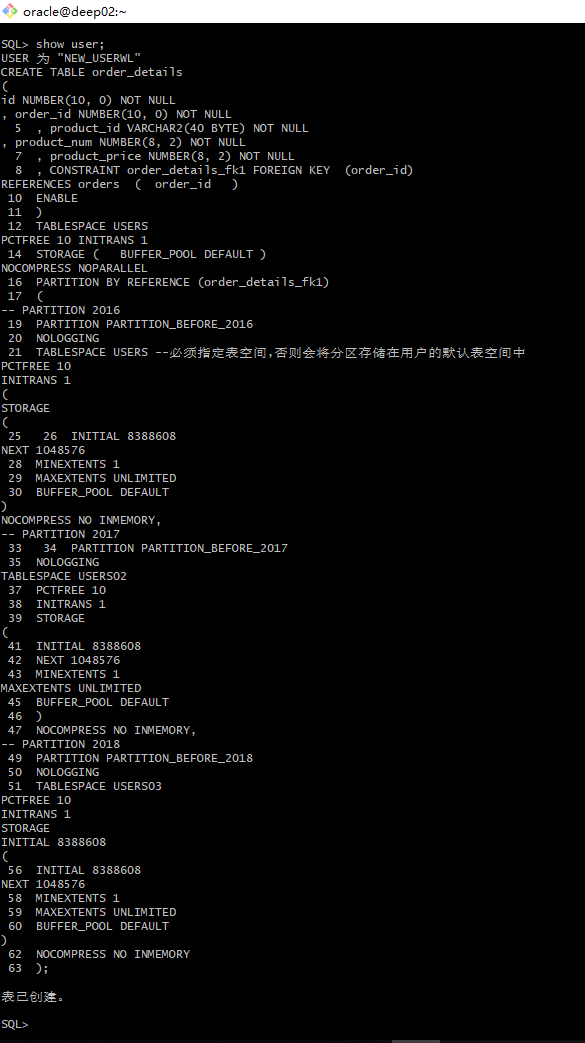 oracle@deep02:~
SQL> show user;
USER 为 "NEW_USERWL"
CREATE TABLE order_details
(
id NUMBER(10, 0) NOT NULL
, order_id NUMBER(10, 0) NOT NULL
5 , product_id VARCHAR2(40 BYTE) NOT NULL
, product_num NUMBER(8, 2) NOT NULL
7 , product_price NUMBER(8, 2) NOT NULL
8 , CONSTRAINT order_details_fk1 FOREIGN KEY (order_id)
REFERENCES orders ( order_id )
10 ENABLE
11 )
12 TABLESPACE USERS
PCTFREE 10 INITRANS 1
14 STORAGE ( BUFFER_POOL DEFAULT )
NOCOMPRESS NOPARALLEL
16 PARTITION BY REFERENCE (order_details_fk1)
17 (
-- PARTITION 2016
19 PARTITION PARTITION_BEFORE_2016
20 NOLOGGING
21 TABLESPACE USERS --必须指定表空间,否则会将分区存储在用户的默认表空间中
PCTFREE 10
INITRANS 1
(
STORAGE
(
25 26 INITIAL 8388608
NEXT 1048576
28 MINEXTENTS 1
29 MAXEXTENTS UNLIMITED
30 BUFFER_POOL DEFAULT
)
NOCOMPRESS NO INMEMORY,
-- PARTITION 2017
33 34 PARTITION PARTITION_BEFORE_2017
35 NOLOGGING
TABLESPACE USERS02
37 PCTFREE 10
38 INITRANS 1
39 STORAGE
(
41 INITIAL 8388608
42 NEXT 1048576
43 MINEXTENTS 1
MAXEXTENTS UNLIMITED
45 BUFFER_POOL DEFAULT
46 )
47 NOCOMPRESS NO INMEMORY,
-- PARTITION 2018
49 PARTITION PARTITION_BEFORE_2018
50 NOLOGGING
51 TABLESPACE USERS03
PCTFREE 10
INITRANS 1
STORAGE
INITIAL 8388608
(
56 INITIAL 8388608
NEXT 1048576
58 MINEXTENTS 1
59 MAXEXTENTS UNLIMITED
60 BUFFER_POOL DEFAULT
)
62 NOCOMPRESS NO INMEMORY
63 );
表已创建。
SQL>